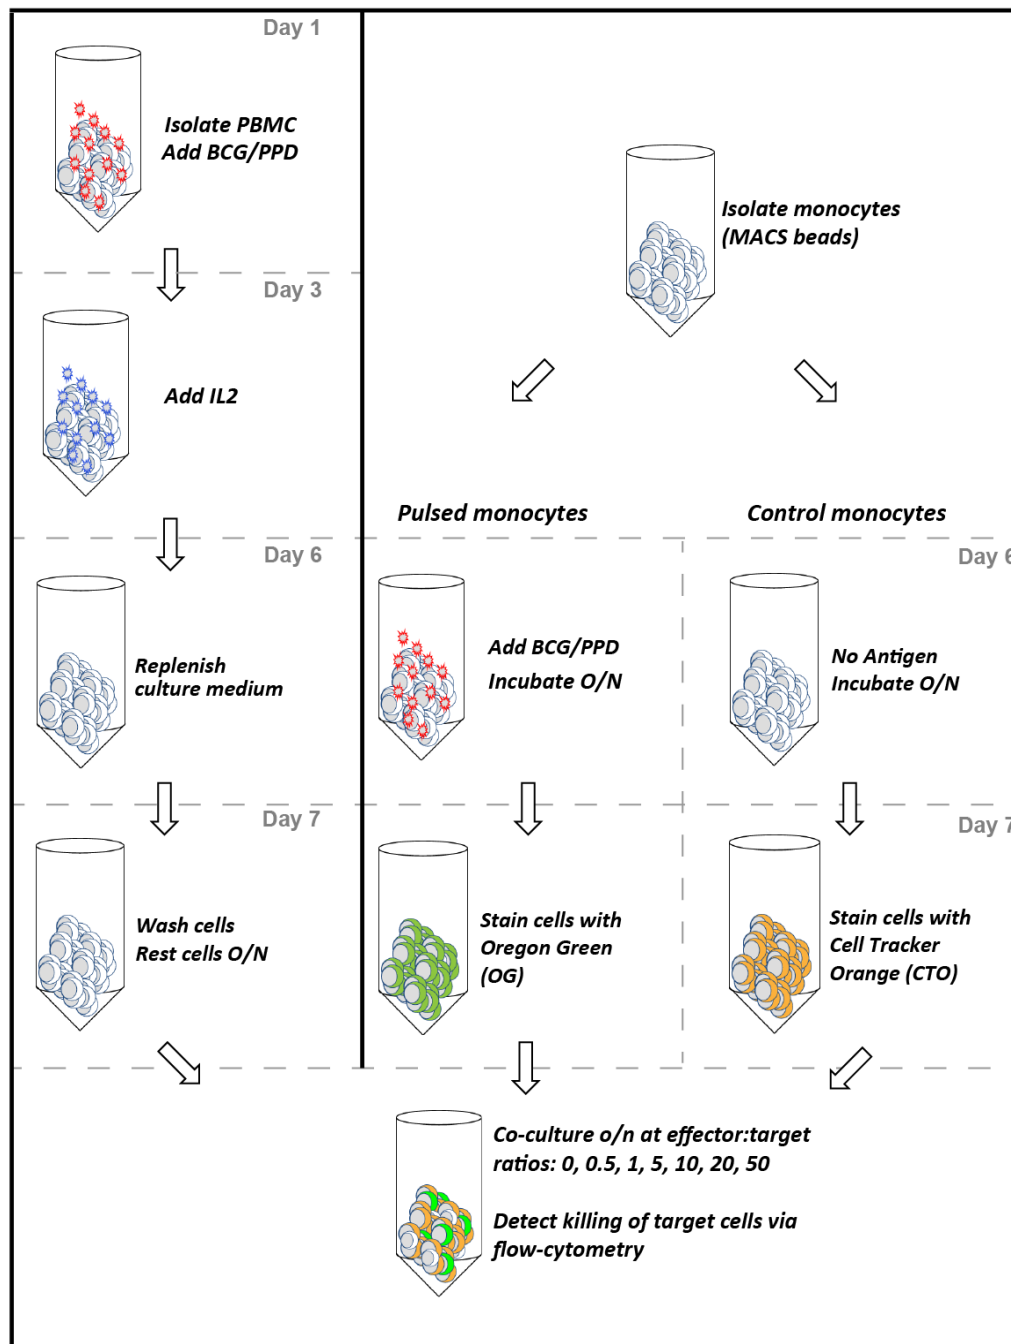 Day 1
Isolate PBMC
Add BCG/PPD
Isolate monocytes
(MACS beads)
Day 3
Add IL2
Pulsed monocytes
Control monocytes
Day 6
Replenish
culture medium
Add BCG/PPD
Incubate O/N
Day 6
No Antigen
Incubate O/N
Day 7
Wash cells
Rest cells O/N
Stain cells with
Oregon Green
(OG)
Day 7
Stain cells with
Cell Tracker
Orange (CTO)
Co-culture o/n at effector:target
ratios: 0, 0.5, 1, 5, 10, 20, 50
Detect killing of target cells via
flow-cytometry